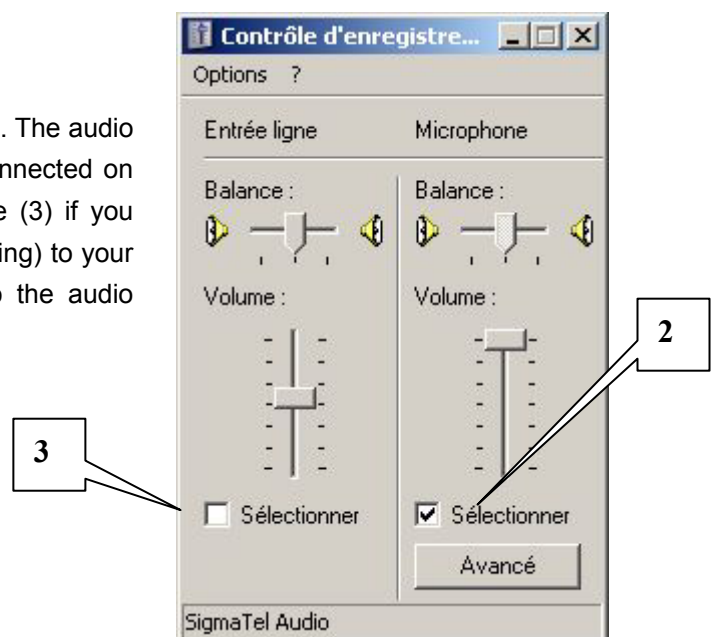 . The audio
nnected on
e (3) if you
ing) to your
the audio
Contrôle d'enregistre...
Options ?
Entrée ligne Microphone
Balance : Balance :
Volume : Volume :
2
3
Sélectionner Sélectionner
Avancé
SigmaTel Audio